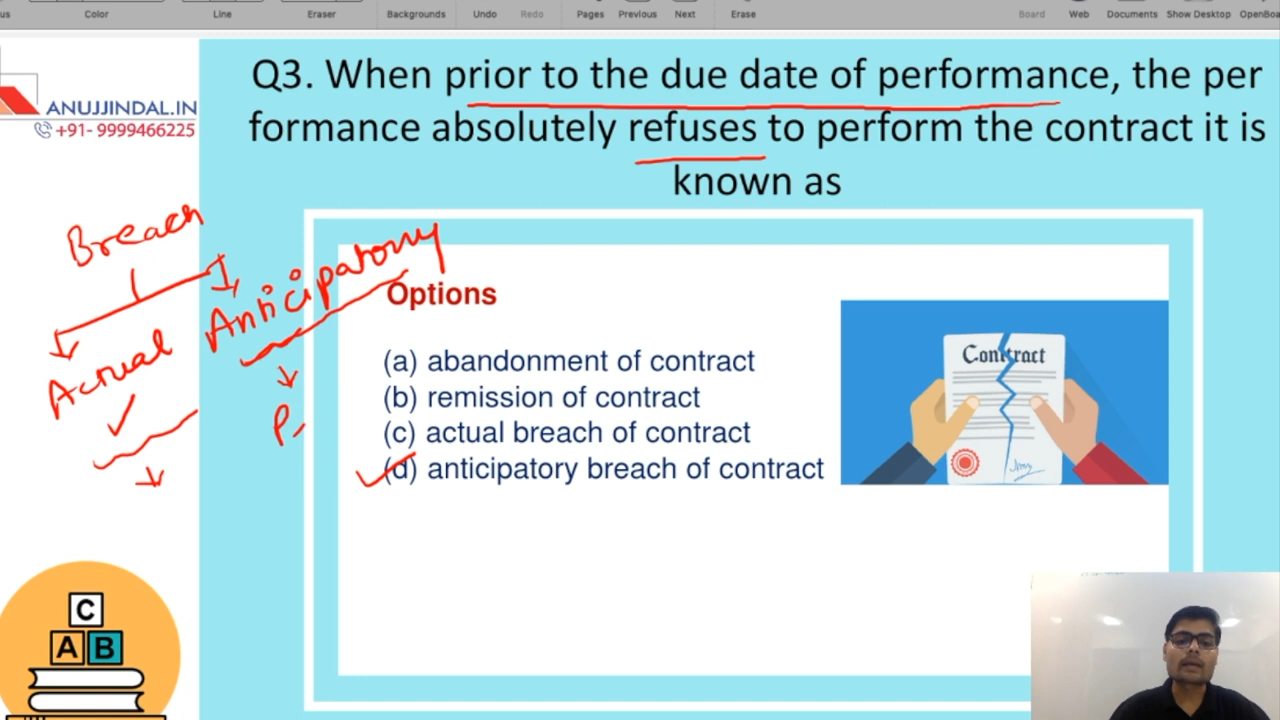 us Color Line Eraser Backgrounds Undo Redo Pages Previous Next Erase Board Web Documents Show Desktop OpenBoa
ANUJJINDAL.IN
+91- 9999466225
Q3. When prior to the due date of performance, the per
formance absolutely refuses to perform the contract it is
known as
Breach
Actual Anticipatory
P
Options
(a) abandonment of contract
(b) remission of contract
(c) actual breach of contract
(d) anticipatory breach of contract
Contract
C
A B